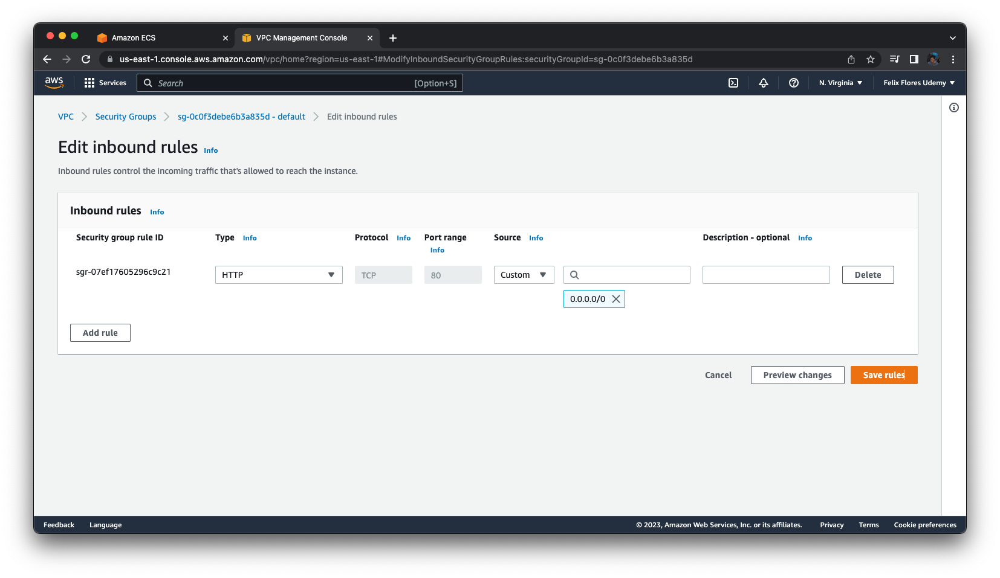 Amazon ECS
VPC Management Console
us-east-1.console.aws.amazon.com/vpc/home?region=us-east-1#ModifyInboundSecurityGroupRules:securityGroupId=sg-0c0f3debe6b3a835d
aws Services Search [Option+S] N. Virginia Felix Flores Udemy
VPC Security Groups sg-0c0f3debe6b3a835d - default Edit inbound rules
Edit inbound rules Info
Inbound rules control the incoming traffic that's allowed to reach the instance.
Inbound rules Info
Security group rule ID Type Info Protocol Info Port range Info Source Info Description - optional Info
sgr-07ef17605296c9c21 HTTP TCP 80 Custom Delete
0.0.0.0/0
Add rule
Cancel Preview changes Save rules
Feedback Language © 2023, Amazon Web Services, Inc. or its affiliates. Privacy Terms Cookie preferences